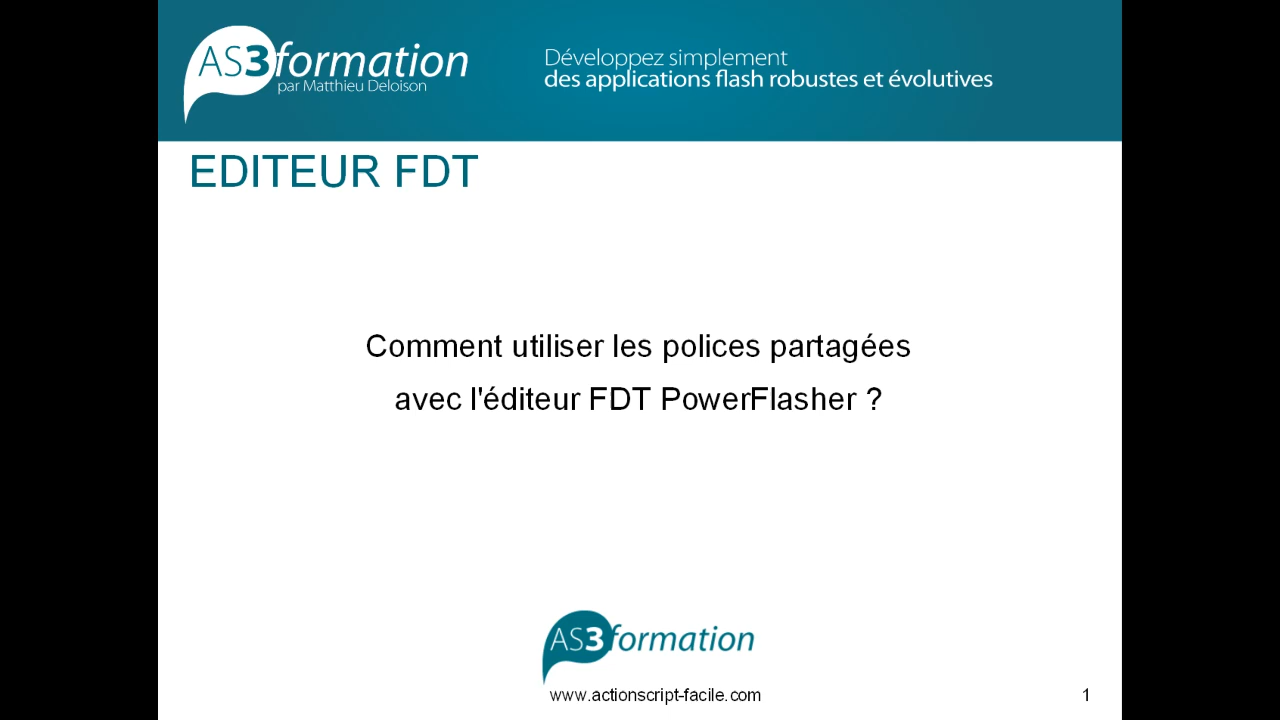 AS3formation
par Matthieu Deloison
Développez simplement
des applications flash robustes et évolutives
EDITEUR FDT
Comment utiliser les polices partagées
avec l'éditeur FDT PowerFlasher ?
AS3formation
www.actionscript-facile.com
1